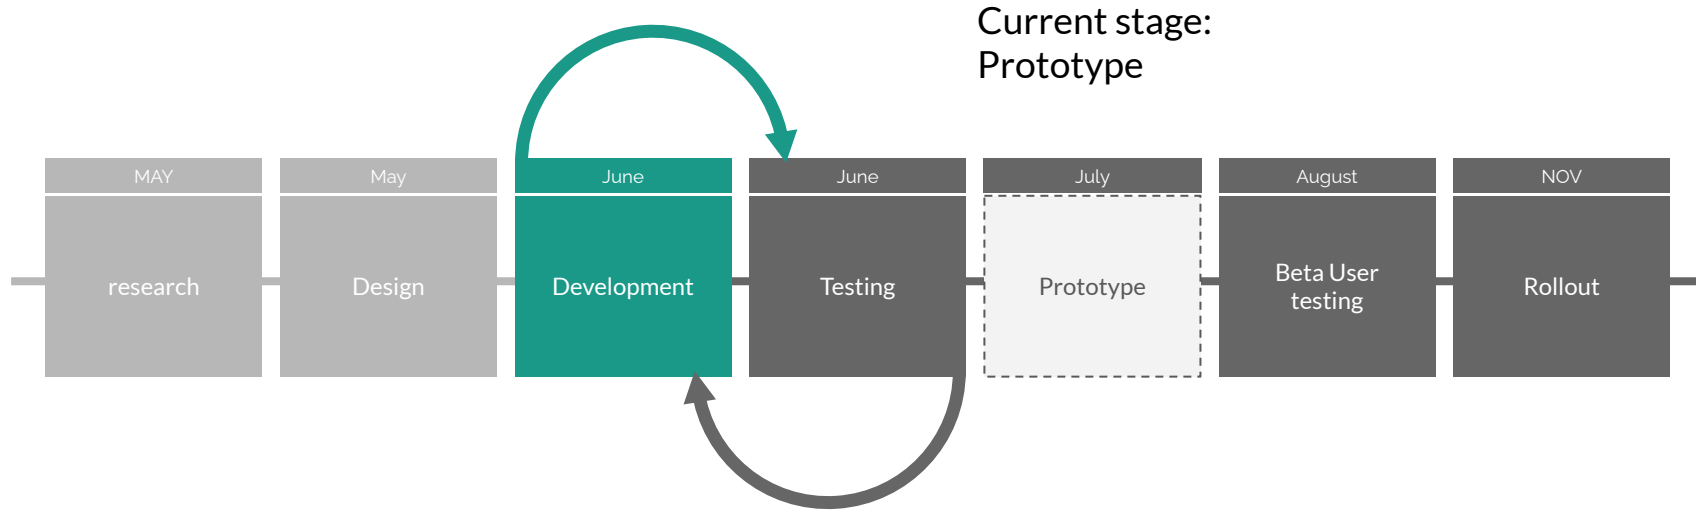 Current stage:
Prototype
MAY
May
June
June
July
August
NOV
research
Design
Development
Testing
Prototype
Beta User
testing
Rollout